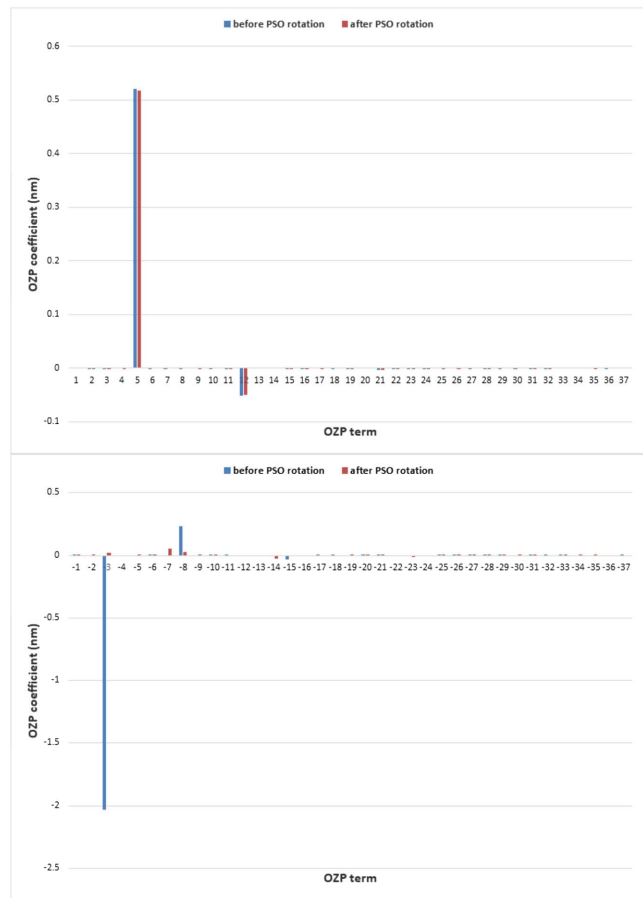 before PSO rotation after PSO rotation
0.6
0.5
0.4
0.3
0.2
0.1
0
-0.1
OZP coefficient (nm)
1 2 3 4 5 6 7 8 9 10 11 12 13 14 15 16 17 18 19 20 21 22 23 24 25 26 27 28 29 30 31 32 33 34 35 36 37
OZP term
before PSO rotation after PSO rotation
0.5
0
-0.5
-1
-1.5
-2
-2.5
OZP coefficient (nm)
-1 -2 -3 -4 -5 -6 -7 -8 -9 -10 -11 -12 -13 -14 -15 -16 -17 -18 -19 -20 -21 -22 -23 -24 -25 -26 -27 -28 -29 -30 -31 -32 -33 -34 -35 -36 -37
OZP term